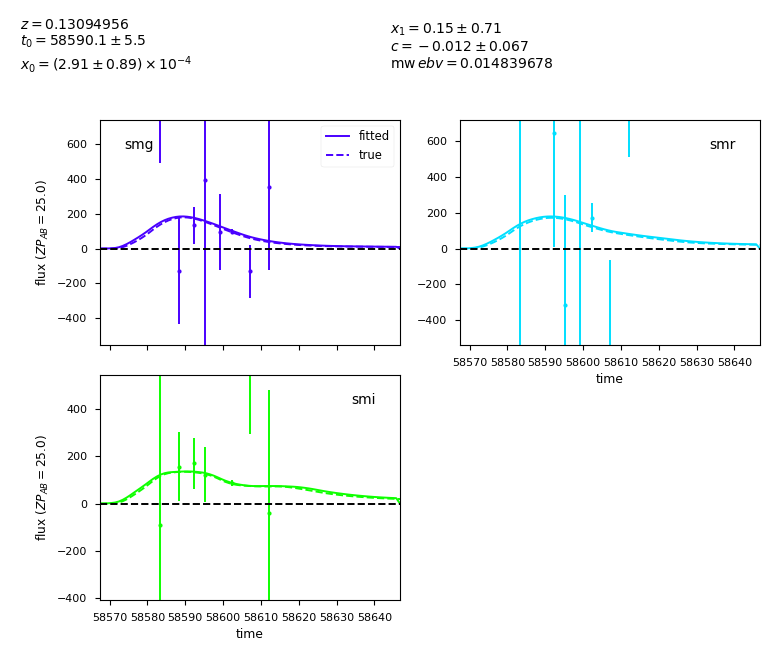 z = 0.13094956
t₀ = 58590.1 ± 5.5
x₀ = (2.91 ± 0.89) × 10⁻⁴
x₁ = 0.15 ± 0.71
c = −0.012 ± 0.067
mw ebv = 0.014839678
smg
fitted
true
600
400
200
0
−200
−400
flux (ZP_AB = 25.0)
smr
600
400
200
0
−200
−400
58570 58580 58590 58600 58610 58620 58630 58640
time
smi
400
200
0
−200
−400
flux (ZP_AB = 25.0)
58570 58580 58590 58600 58610 58620 58630 58640
time